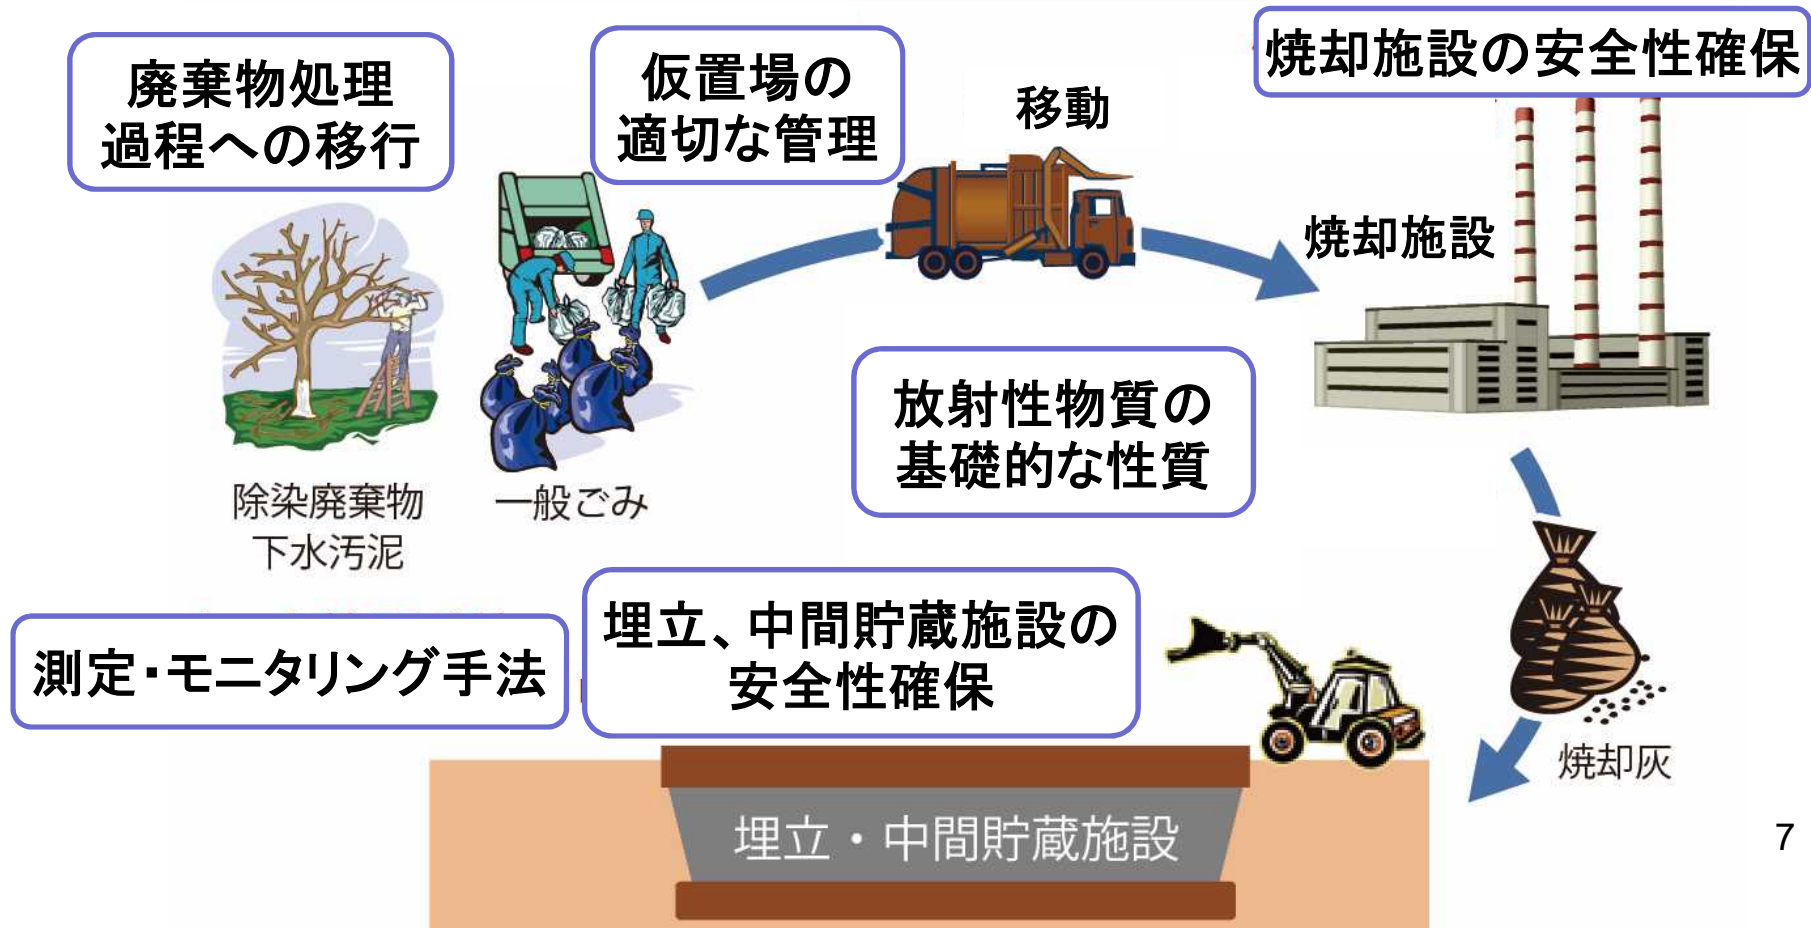 廃棄物処理
過程への移行
仮置場の
適切な管理
移動
焼却施設の安全性確保
焼却施設
放射性物質の
基礎的な性質
除染廃棄物
下水汚泥
一般ごみ
測定・モニタリング手法
埋立、中間貯蔵施設の
安全性確保
焼却灰
埋立・中間貯蔵施設
7